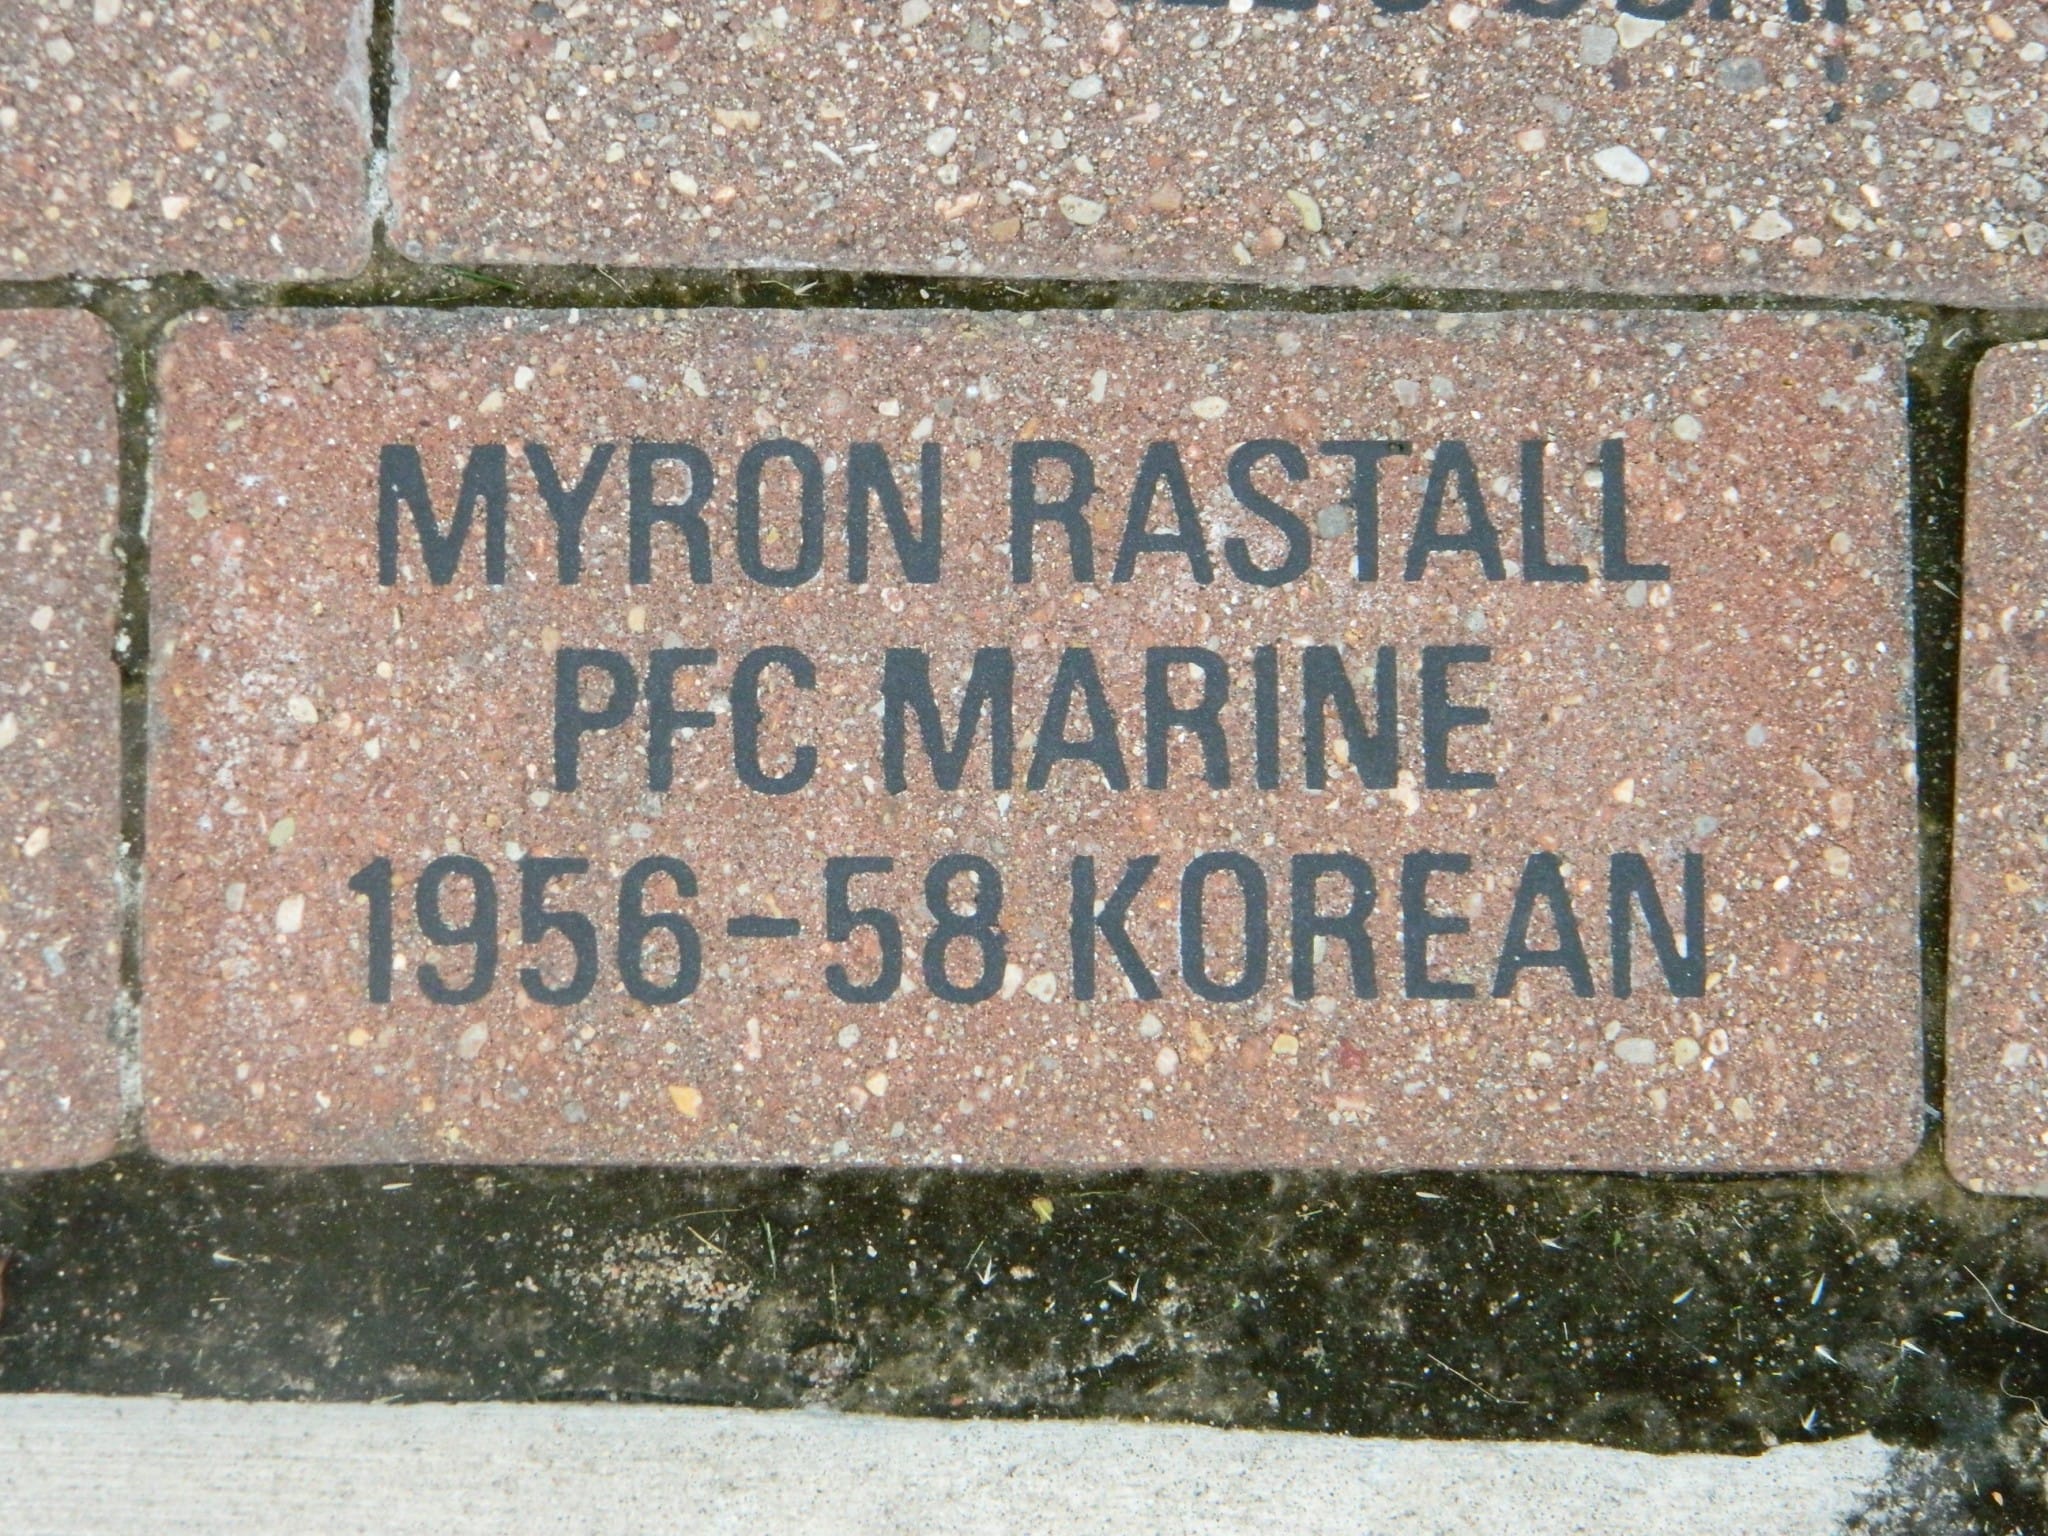 MYRON RASTALL
PFC MARINE
1956-58 KOREAN